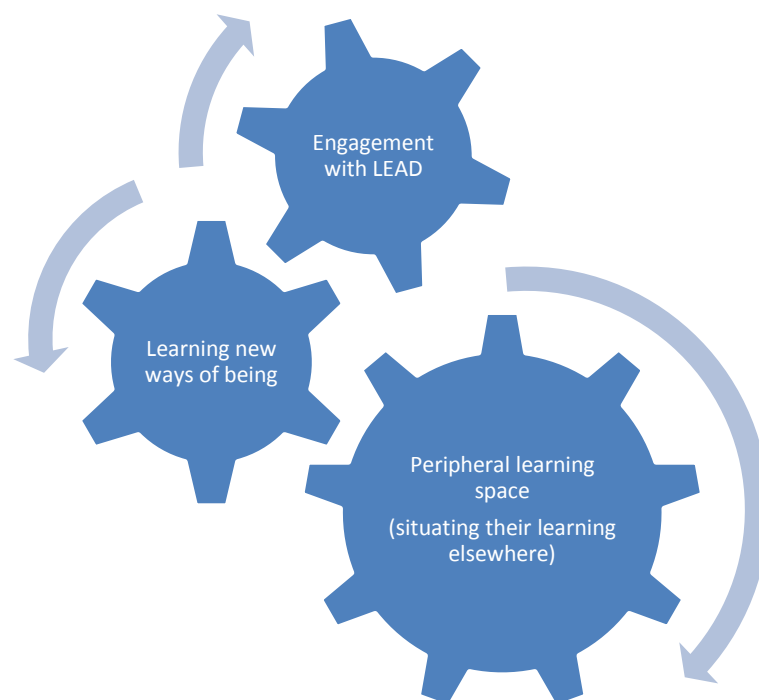 Engagement
with LEAD
Learning new
ways of being
Peripheral learning
space
(situating their learning
elsewhere)